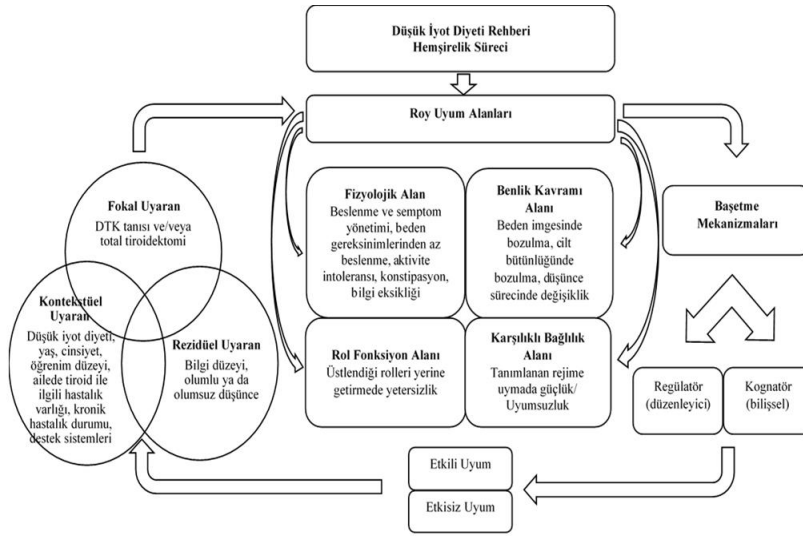 Düşük İyot Diyeti Rehberi
Hemşirelik Süreci
Roy Uyum Alanları
Fokal Uyaran
DTK tanısı ve/veya
total tiroidektomi
Kontekstüel
Uyaran
Düşük iyot diyeti,
yaş, cinsiyet,
öğrenim düzeyi,
ailede tiroid ile
ilgili hastalık
varlığı, kronik
hastalık durumu,
destek sistemleri
Rezidüel Uyaran
Bilgi düzeyi,
olumlu ya da
olumsuz düşünce
Fizyolojik Alan
Beslenme ve semptom
yönetimi, beden
gereksinimlerinden az
beslenme, aktivite
intoleransı, konstipasyon,
bilgi eksikliği
Benlik Kavramı
Alanı
Beden imgesinde
bozulma, cilt
bütünlüğünde
bozulma, düşünce
sürecinde değişiklik
Rol Fonksiyon Alanı
Üstlendiği rolleri yerine
getirmede yetersizlik
Karşılıklı Bağlılık
Alanı
Tanımlanan rejime
uymada güçlük/
Uyumsuzluk
Başetme
Mekanizmaları
Regülatör
(düzenleyici)
Kognatör
(bilişsel)
Etkili Uyum
Etkisiz Uyum